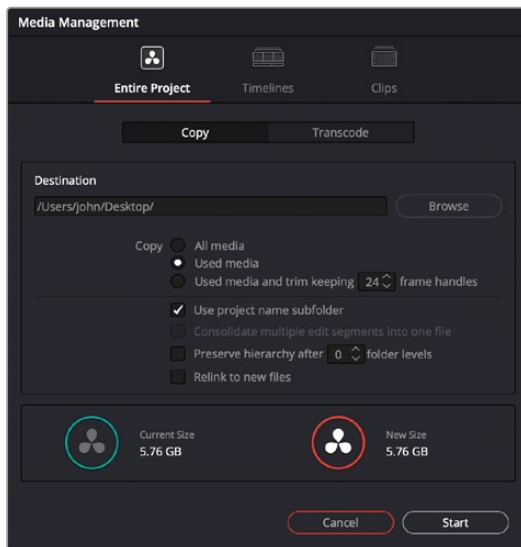 Media Management
Entire Project Timelines Clips
Copy Transcode
Destination
/Users/john/Desktop/ Browse
Copy All media
Used media
Used media and trim keeping 24 frame handles
Use project name subfolder
Consolidate multiple edit segments into one file
Preserve hierarchy after 0 folder levels
Relink to new files
Current Size New Size
5.76 GB 5.76 GB
Cancel Start